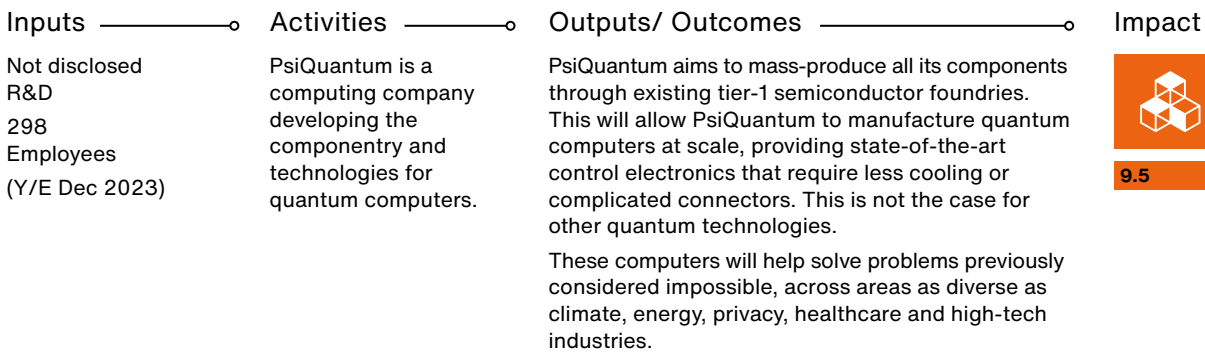 Inputs
Not disclosed
R&D
298
Employees
(Y/E Dec 2023)
Activities
PsiQuantum is a
computing company
developing the
componentry and
technologies for
quantum computers.
Outputs/ Outcomes
PsiQuantum aims to mass-produce all its components
through existing tier-1 semiconductor foundries.
This will allow PsiQuantum to manufacture quantum
computers at scale, providing state-of-the-art
control electronics that require less cooling or
complicated connectors. This is not the case for
other quantum technologies.
These computers will help solve problems previously
considered impossible, across areas as diverse as
climate, energy, privacy, healthcare and high-tech
industries.
Impact
9.5